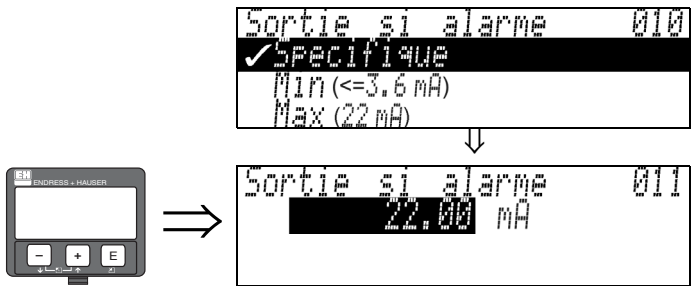 Sortie si alarme 010
✓Specifique
Min (<=3.6 mA)
Max (22 mA)
Sortie si alarme 011
22.00 mA
EH ENDRESS + HAUSER
- + E